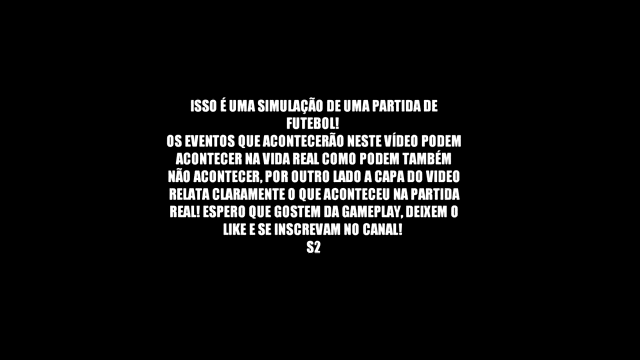 ISSO É UMA SIMULAÇÃO DE UMA PARTIDA DE
FUTEBOL!
OS EVENTOS QUE ACONTECERÃO NESTE VÍDEO PODEM
ACONTECER NA VIDA REAL COMO PODEM TAMBÉM
NÃO ACONTECER, POR OUTRO LADO A CAPA DO VIDEO
RELATA CLARAMENTE O QUE ACONTECEU NA PARTIDA
REAL! ESPERO QUE GOSTEM DA GAMEPLAY, DEIXEM O
LIKE E SE INSCREVAM NO CANAL!
S2